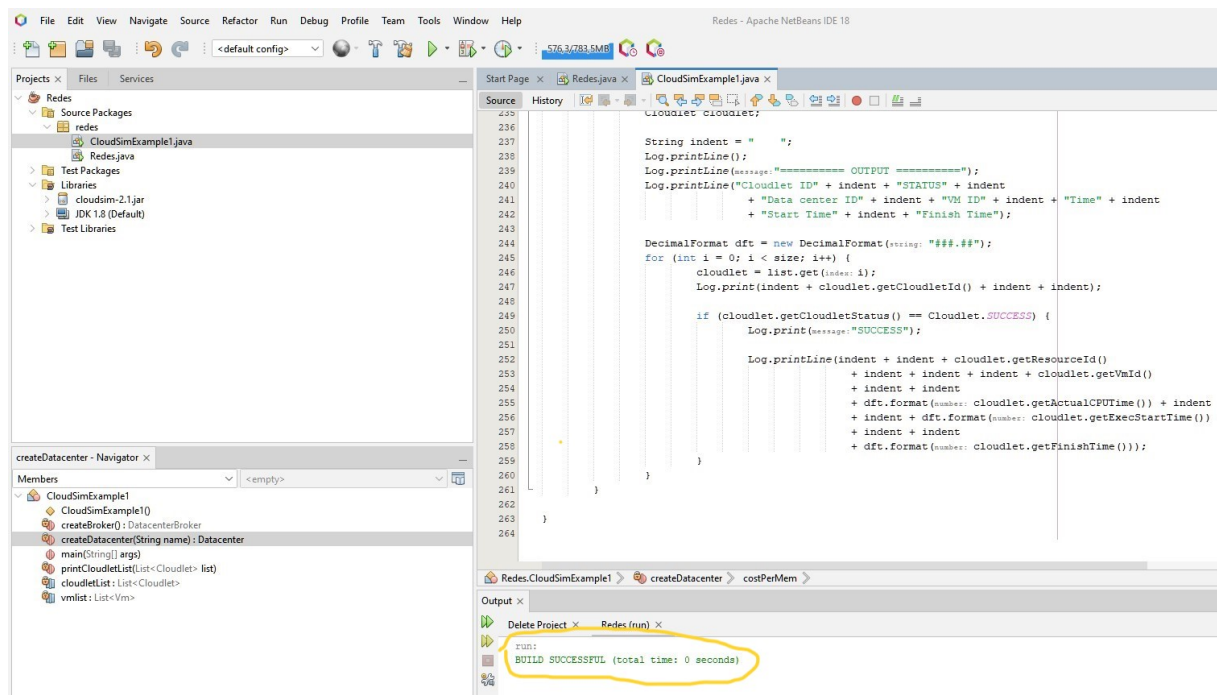 File Edit View Navigate Source Refactor Run Debug Profile Team Tools Window Help
Redes - Apache NetBeans IDE 18
<default config>
576,3/783,5MB
Projects × Files Services
Redes
Source Packages
redes
CloudSimExample1.java
Redes.java
Test Packages
Libraries
cloudsim-2.1.jar
JDK 1.8 (Default)
Test Libraries
createDatacenter - Navigator ×
Members
<empty>
CloudSimExample1
CloudSimExample1()
createBroker() : DatacenterBroker
createDatacenter(String name) : Datacenter
main(String[] args)
printCloudletList(List<Cloudlet> list)
cloudletList : List<Cloudlet>
vmlist : List<Vm>
Start Page × Redes.java × CloudSimExample1.java ×
Source History
235 Cloudlet cloudlet;
236
237 String indent = "    ";
238 Log.printLine();
239 Log.printLine(message:"========== OUTPUT ==========");
240 Log.printLine("Cloudlet ID" + indent + "STATUS" + indent
241 + "Data center ID" + indent + "VM ID" + indent + "Time" + indent
242 + "Start Time" + indent + "Finish Time");
243
244 DecimalFormat dft = new DecimalFormat(string: "###.##");
245 for (int i = 0; i < size; i++) {
246 cloudlet = list.get(index: i);
247 Log.print(indent + cloudlet.getCloudletId() + indent + indent);
248
249 if (cloudlet.getCloudletStatus() == Cloudlet.SUCCESS) {
250 Log.print(message:"SUCCESS");
251
252 Log.printLine(indent + indent + cloudlet.getResourceId()
253 + indent + indent + indent + cloudlet.getVmId()
254 + indent + indent
255 + dft.format(number: cloudlet.getActualCPUTime()) + indent
256 + indent + dft.format(number: cloudlet.getExecStartTime())
257 + indent + indent
258 + dft.format(number: cloudlet.getFinishTime()));
259 }
260 }
261 }
262
263 }
264
Redes.CloudSimExample1 createDatacenter costPerMem
Output ×
Delete Project × Redes (run) ×
run:
BUILD SUCCESSFUL (total time: 0 seconds)